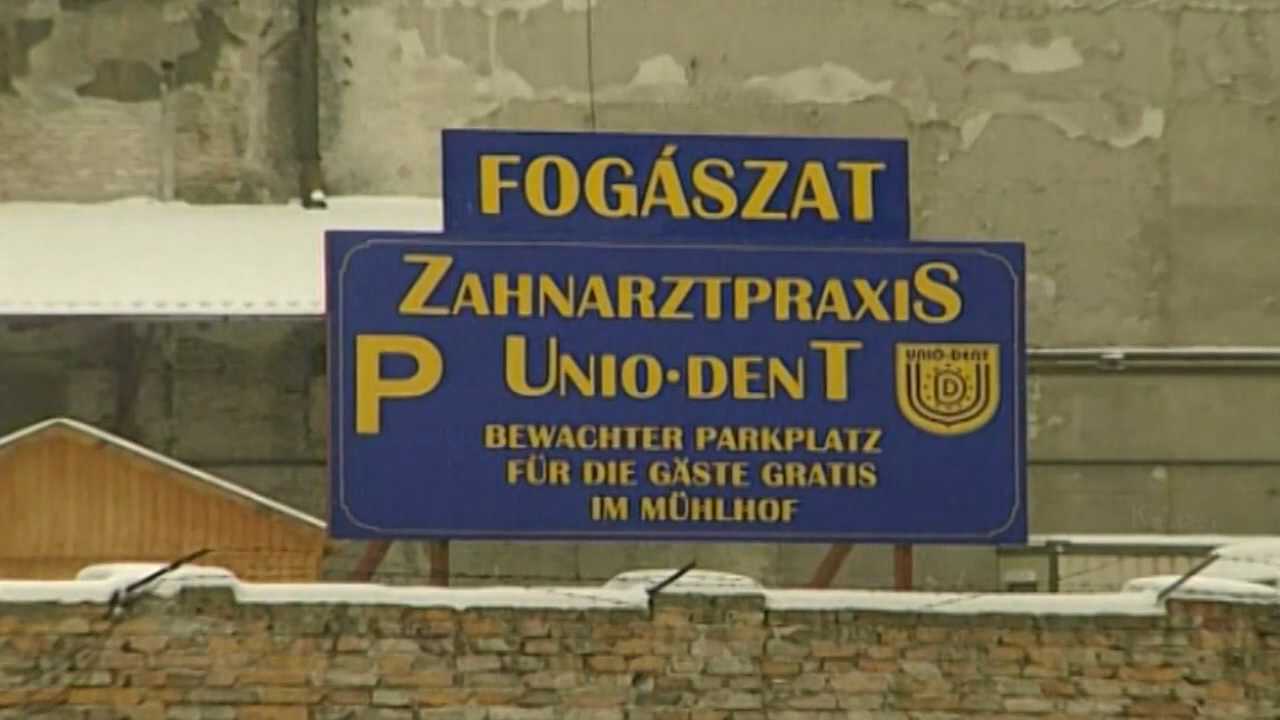 FOGÁSZAT
ZAHNARZTPRAXIS
P UNIO·DENT
UNIO-DENT
D
BEWACHTER PARKPLATZ
FÜR DIE GÄSTE GRATIS
IM MÜHLHOF